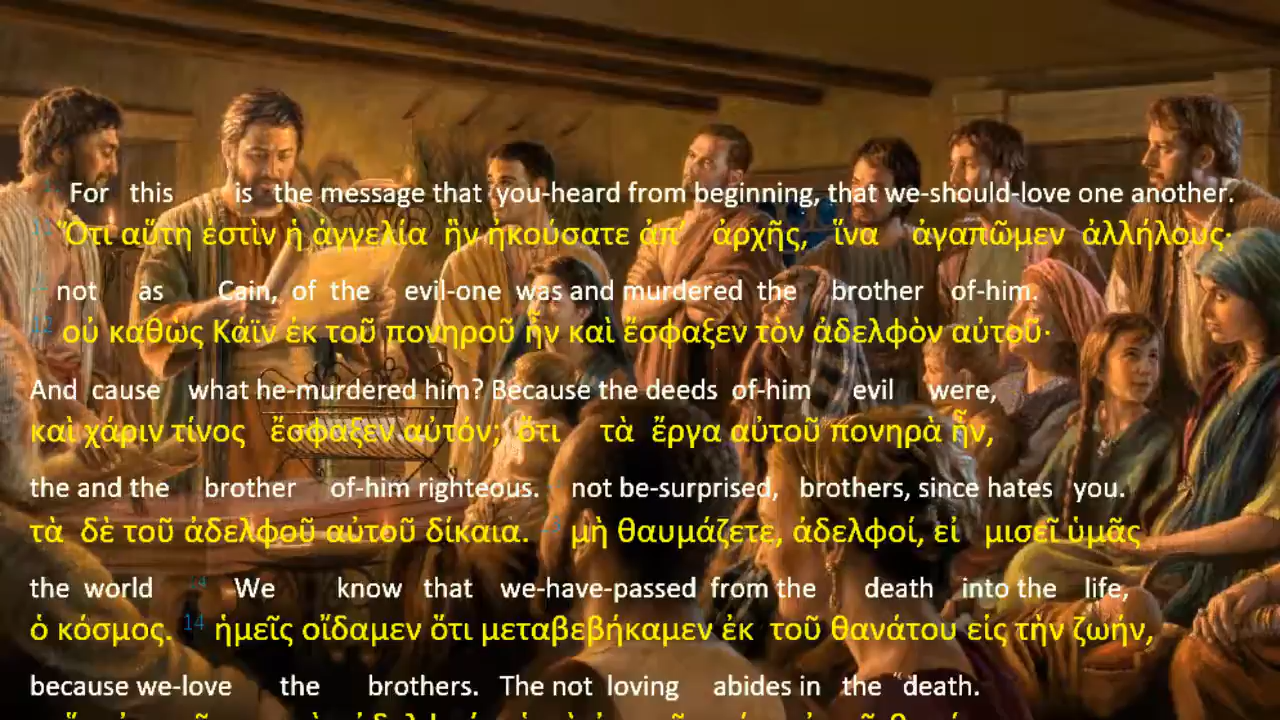 For this is the message that you-heard from beginning, that we-should-love one another.
11 Ὅτι αὕτη ἐστὶν ἡ ἀγγελία ἣν ἠκούσατε ἀπ’ ἀρχῆς, ἵνα ἀγαπῶμεν ἀλλήλους·
not as Cain, of the evil-one was and murdered the brother of-him.
12 οὐ καθὼς Κάϊν ἐκ τοῦ πονηροῦ ἦν καὶ ἔσφαξεν τὸν ἀδελφὸν αὐτοῦ·
And cause what he-murdered him? Because the deeds of-him evil were,
καὶ χάριν τίνος ἔσφαξεν αὐτόν; ὅτι τὰ ἔργα αὐτοῦ πονηρὰ ἦν,
the and the brother of-him righteous. not be-surprised, brothers, since hates you.
τὰ δὲ τοῦ ἀδελφοῦ αὐτοῦ δίκαια. μὴ θαυμάζετε, ἀδελφοί, εἰ μισεῖ ὑμᾶς
the world 14 We know that we-have-passed from the death into the life,
ὁ κόσμος. 14 ἡμεῖς οἴδαμεν ὅτι μεταβεβήκαμεν ἐκ τοῦ θανάτου εἰς τὴν ζωήν,
because we-love the brothers. The not loving abides in the death.